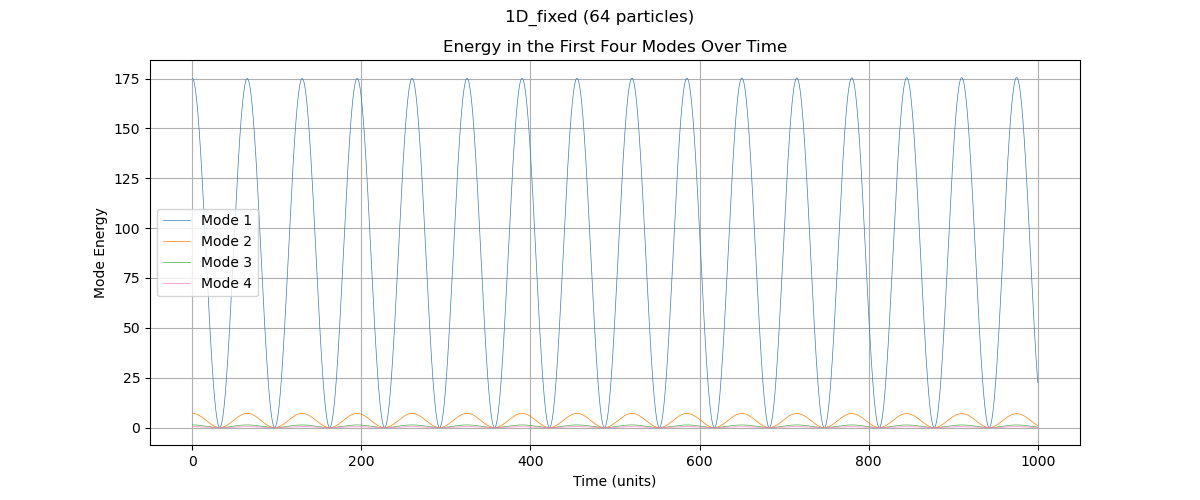 1D_fixed (64 particles)
Energy in the First Four Modes Over Time
175
150
125
100
75
50
25
0
Mode Energy
Mode 1
Mode 2
Mode 3
Mode 4
0
200
400
600
800
1000
Time (units)